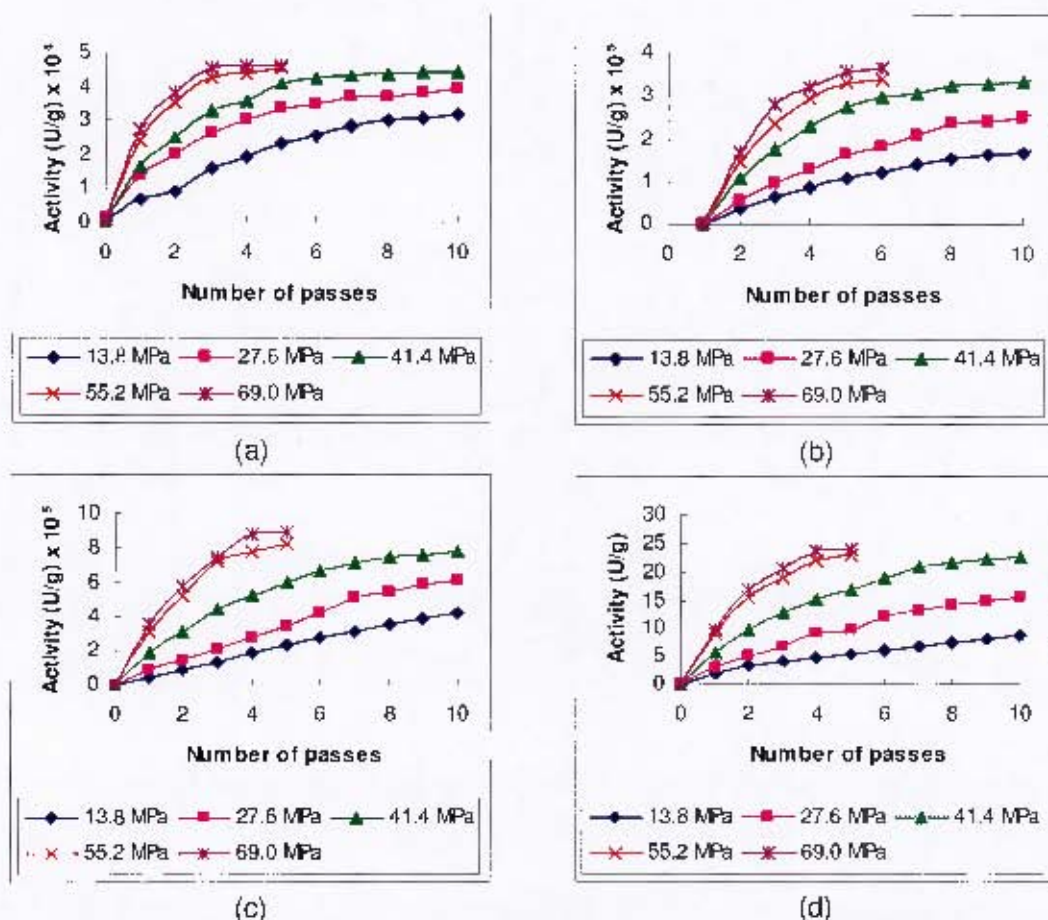 Activity (U/g) x 10⁵
5
4
3
2
1
0
0 2 4 6 8 10
Number of passes
13.8 MPa 27.6 MPa 41.4 MPa
55.2 MPa 69.0 MPa
(a)
Activity (U/g) x 10⁵
4
3
2
1
0
0 2 4 6 8 10
Number of passes
13.8 MPa 27.6 MPa 41.4 MPa
55.2 MPa 69.0 MPa
(b)
Activity (U/g) x 10⁵
10
8
6
4
2
0
0 2 4 6 8 10
Number of passes
13.8 MPa 27.6 MPa 41.4 MPa
55.2 MPa 69.0 MPa
(c)
Activity (U/g)
30
25
20
15
10
5
0
0 2 4 6 8 10
Number of passes
13.8 MPa 27.6 MPa 41.4 MPa
55.2 MPa 69.0 MPa
(d)